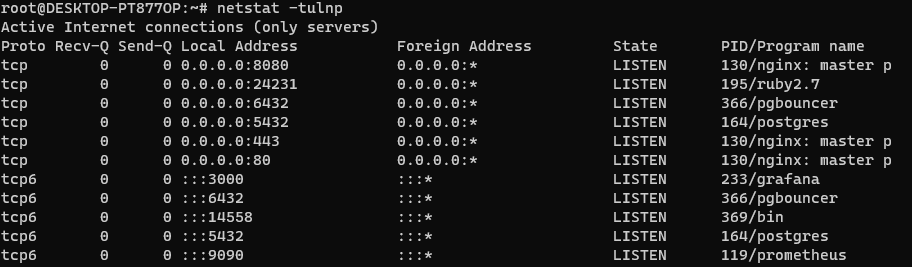 root@DESKTOP-PT877OP:~# netstat -tulnp
Active Internet connections (only servers)
Proto Recv-Q Send-Q Local Address           Foreign Address         State       PID/Program name
tcp        0      0 0.0.0.0:8080            0.0.0.0:*               LISTEN      130/nginx: master p
tcp        0      0 0.0.0.0:24231           0.0.0.0:*               LISTEN      195/ruby2.7
tcp        0      0 0.0.0.0:6432            0.0.0.0:*               LISTEN      366/pgbouncer
tcp        0      0 0.0.0.0:5432            0.0.0.0:*               LISTEN      164/postgres
tcp        0      0 0.0.0.0:443             0.0.0.0:*               LISTEN      130/nginx: master p
tcp        0      0 0.0.0.0:80              0.0.0.0:*               LISTEN      130/nginx: master p
tcp6       0      0 :::3000                 :::*                    LISTEN      233/grafana
tcp6       0      0 :::6432                 :::*                    LISTEN      366/pgbouncer
tcp6       0      0 :::14558                :::*                    LISTEN      369/bin
tcp6       0      0 :::5432                 :::*                    LISTEN      164/postgres
tcp6       0      0 :::9090                 :::*                    LISTEN      119/prometheus